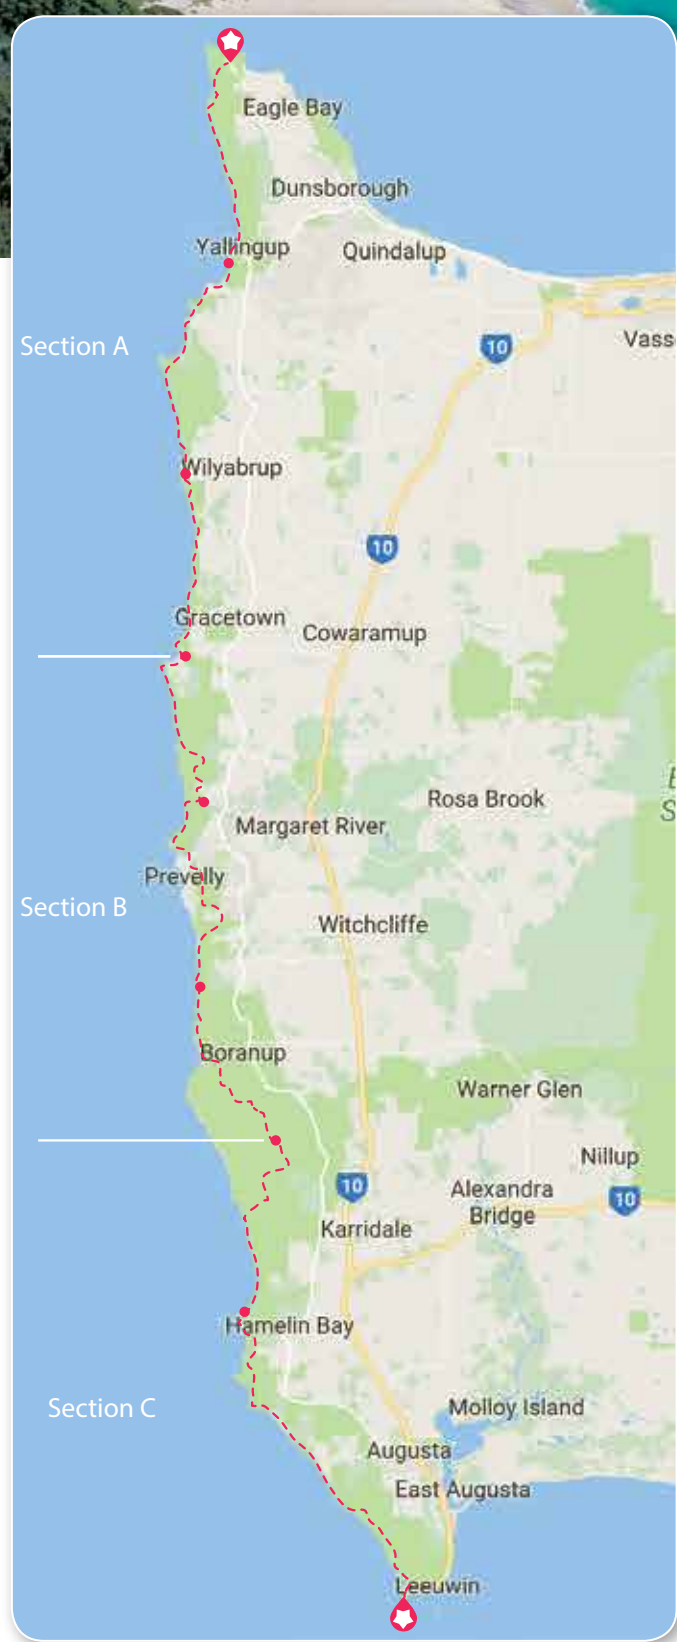 Eagle Bay
Dunsborough
Yallingup
Quindalup
Section A
10
Vass
Wilyabrup
10
Gracetown
Cowaramup
Rosa Brook
Margaret River
Prevelly
Section B
Witchcliffe
Boranup
Warner Glen
Nillup
10
Alexandra
Bridge
10
Karridale
Hamelin Bay
Section C
Molloy Island
Augusta
East Augusta
Leeuwin